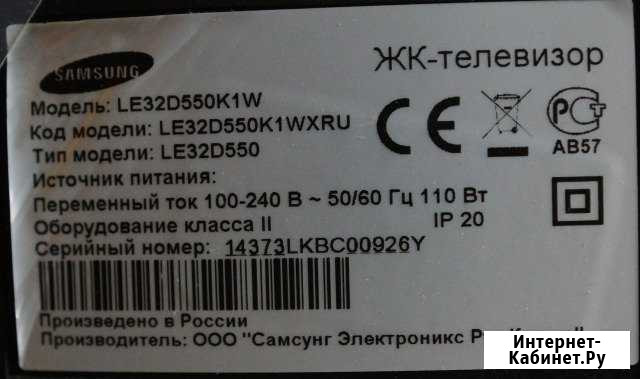 SAMSUNG
ЖК-телевизор
Модель: LE32D550K1W
Код модели: LE32D550K1WXRU
Тип модели: LE32D550
CE
АВ57
Источник питания:
Переменный ток 100-240 В ~ 50/60 Гц 110 Вт
Оборудование класса II
IP 20
Серийный номер: 14373LKBC00926Y
Произведено в России
Производитель: ООО "Самсунг Электроникс
Интернет-
Кабинет.Ру